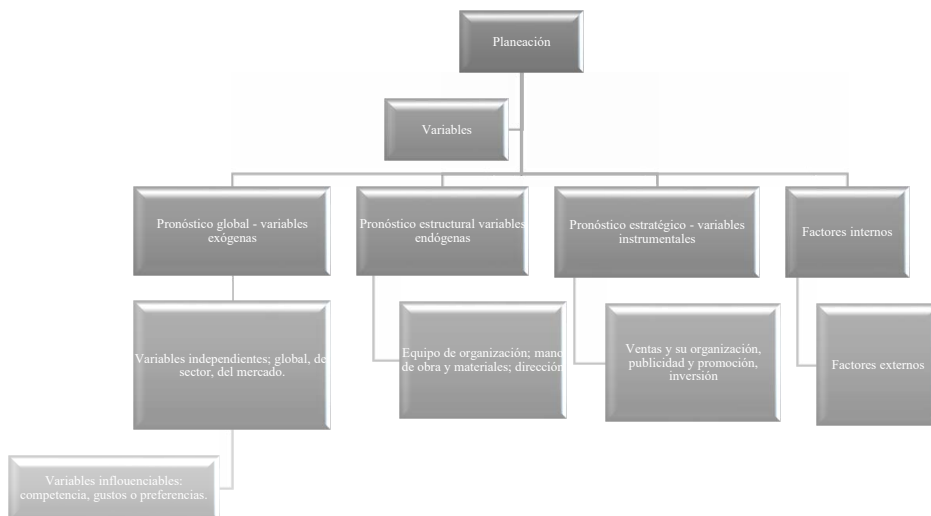 Planeación
Variables
Pronóstico global - variables
exógenas
Pronóstico estructural variables
endógenas
Pronóstico estratégico - variables
instrumentales
Factores internos
Variables independientes; global, de
sector, del mercado.
Equipo de organización; mano
de obra y materiales; dirección
Ventas y su organización,
publicidad y promoción,
inversión
Factores externos
Variables inflouenciables:
competencia, gustos o preferencias.